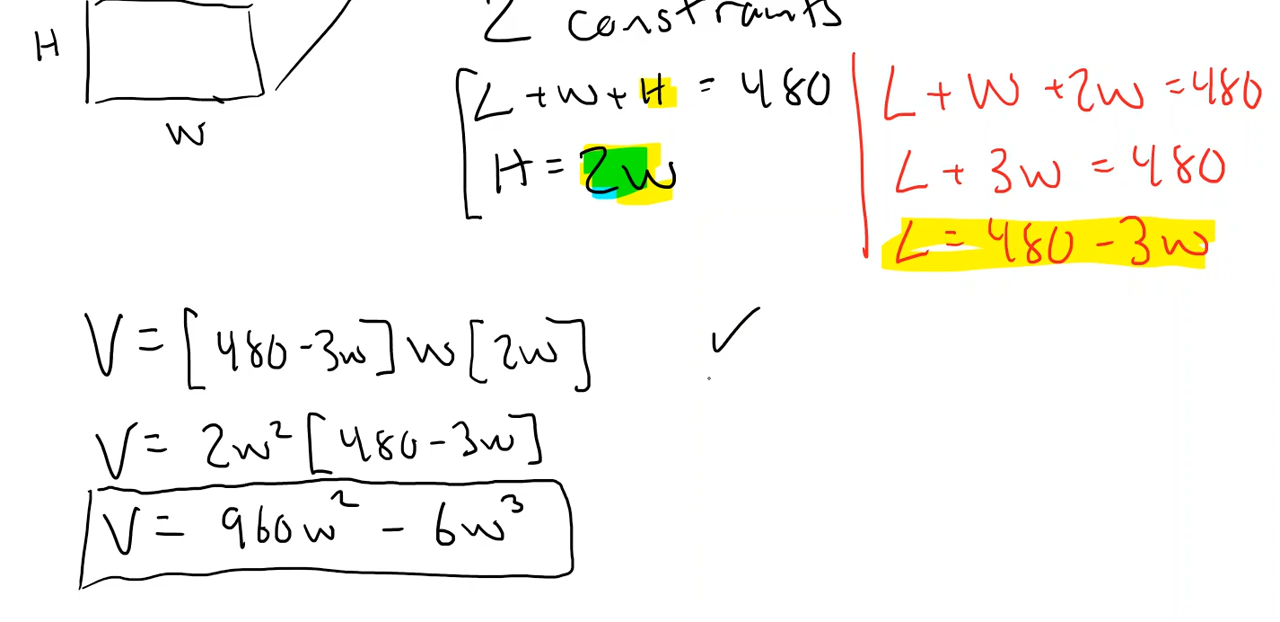 2 constraints
H
W
L + W + H = 480
H = 2W
L + W + 2W = 480
L + 3W = 480
L = 480 - 3W
V = [480 - 3W] W [2W] ✓
V = 2W² [480 - 3W]
V = 960W² - 6W³